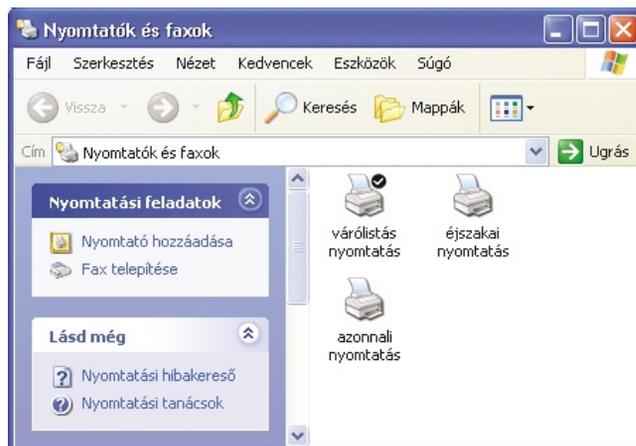 Nyomtatók és faxok
Fájl Szerkesztés Nézet Kedvencek Eszközök Súgó
Vissza Keresés Mappák
Cím Nyomtatók és faxok Ugrás
Nyomtatási feladatok
Nyomtató hozzáadása
Fax telepítése
Lásd még
Nyomtatási hibakereső
Nyomtatási tanácsok
várólistás
nyomtatás
éjszakai
nyomtatás
azonnali
nyomtatás